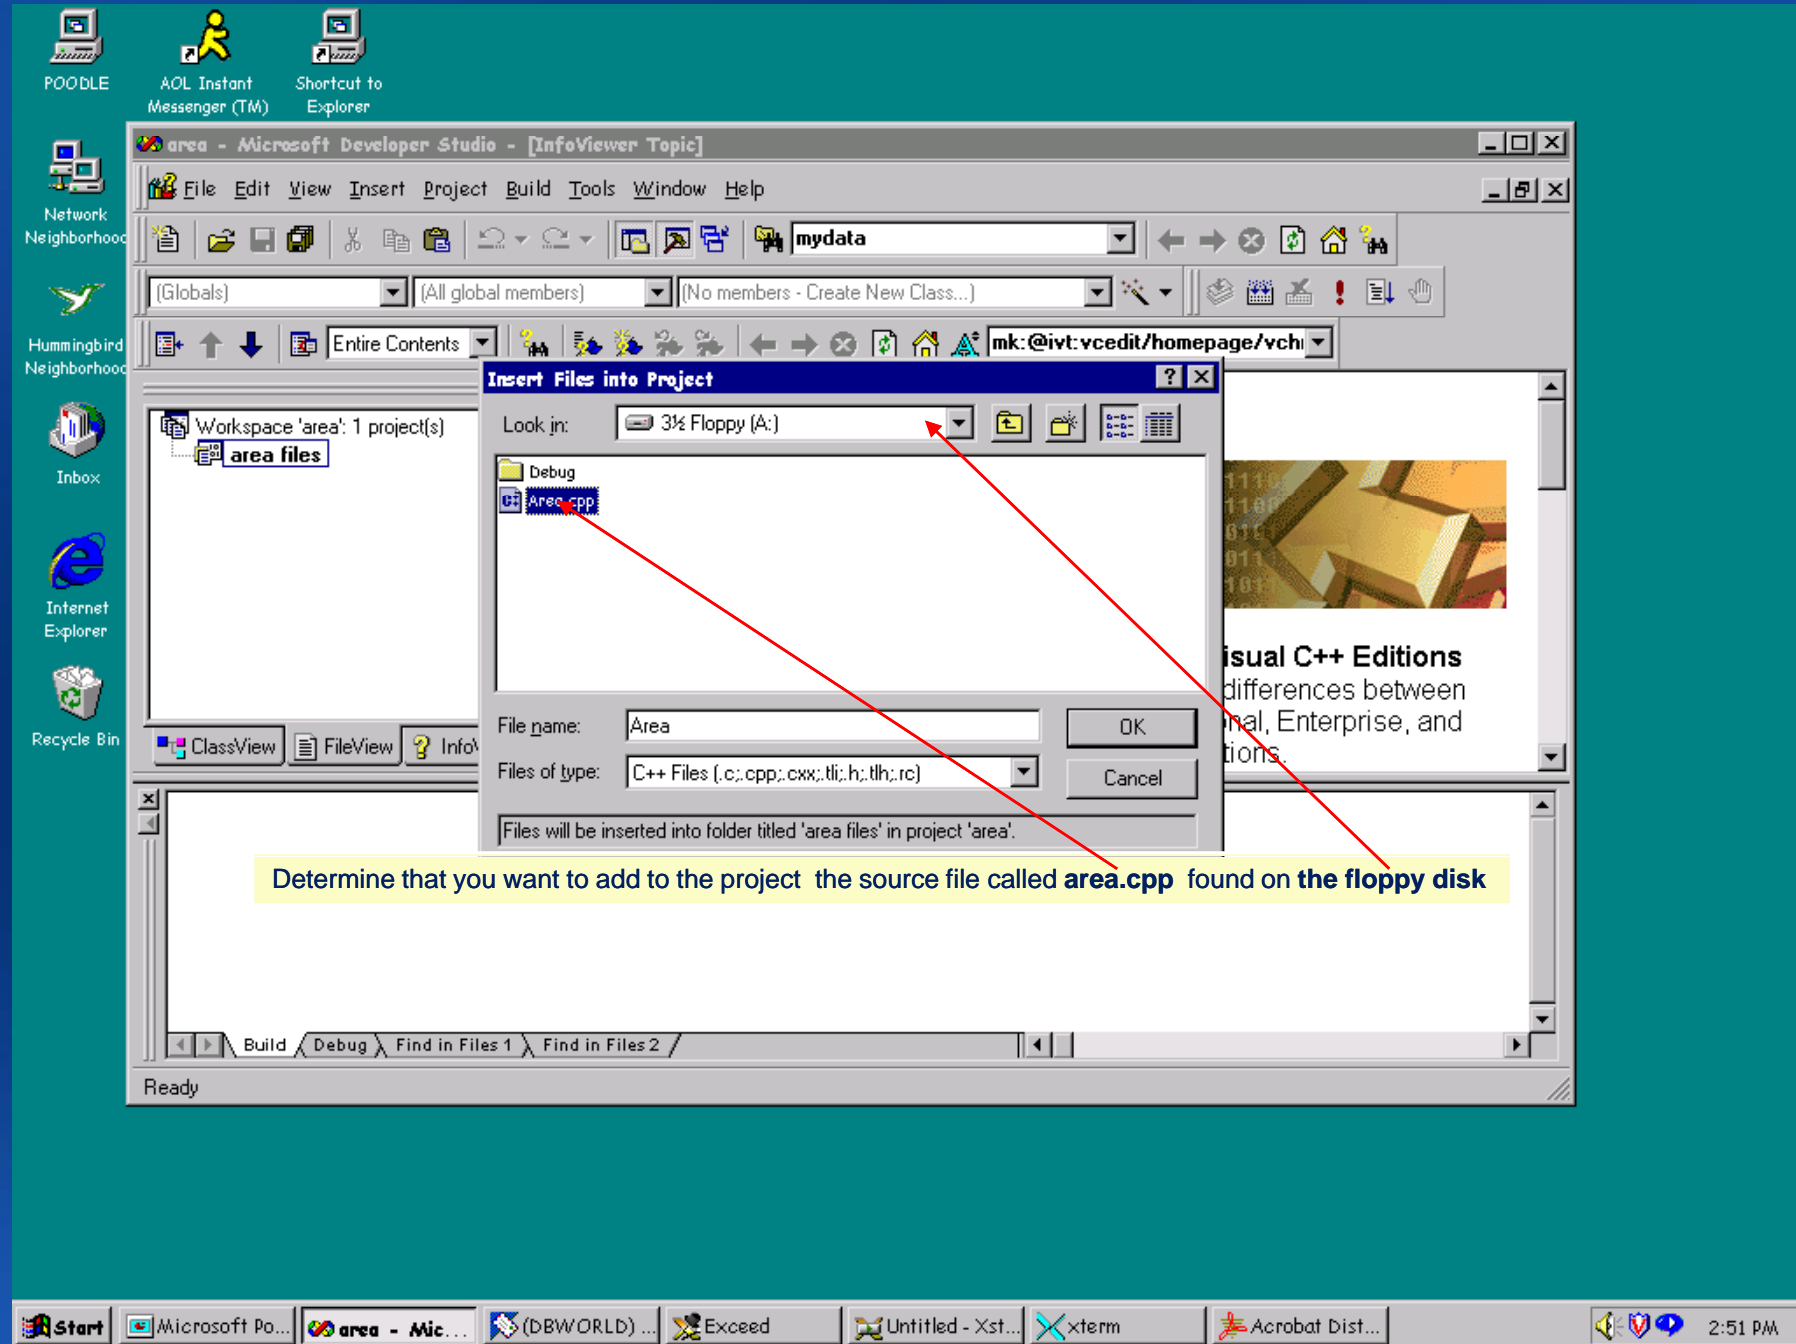 POODLE
AOL Instant
Messenger (TM)
Shortcut to
Explorer
Network
Neighborhood
Hummingbird
Neighborhood
Inbox
Internet
Explorer
Recycle Bin
area - Microsoft Developer Studio - [InfoViewer Topic]
File Edit View Insert Project Build Tools Window Help
mydata
(Globals) (All global members) (No members - Create New Class...)
Entire Contents mk:@ivt:vcedit/homepage/vch
Workspace 'area': 1 project(s)
area files
ClassView FileView InfoV
Insert Files into Project
Look in: 3½ Floppy (A:)
Debug
Area.cpp
File name: Area OK
Files of type: C++ Files (.c;.cpp;.cxx;.tli;.h;.tlh;.rc) Cancel
Files will be inserted into folder titled 'area files' in project 'area'.
isual C++ Editions
differences between
nal, Enterprise, and
tions.
Determine that you want to add to the project the source file called area.cpp found on the floppy disk
Build Debug Find in Files 1 Find in Files 2
Ready
Start Microsoft Po... area - Mic... (DBWORLD) ... Exceed Untitled - Xst... xterm Acrobat Dist... 2:51 PM